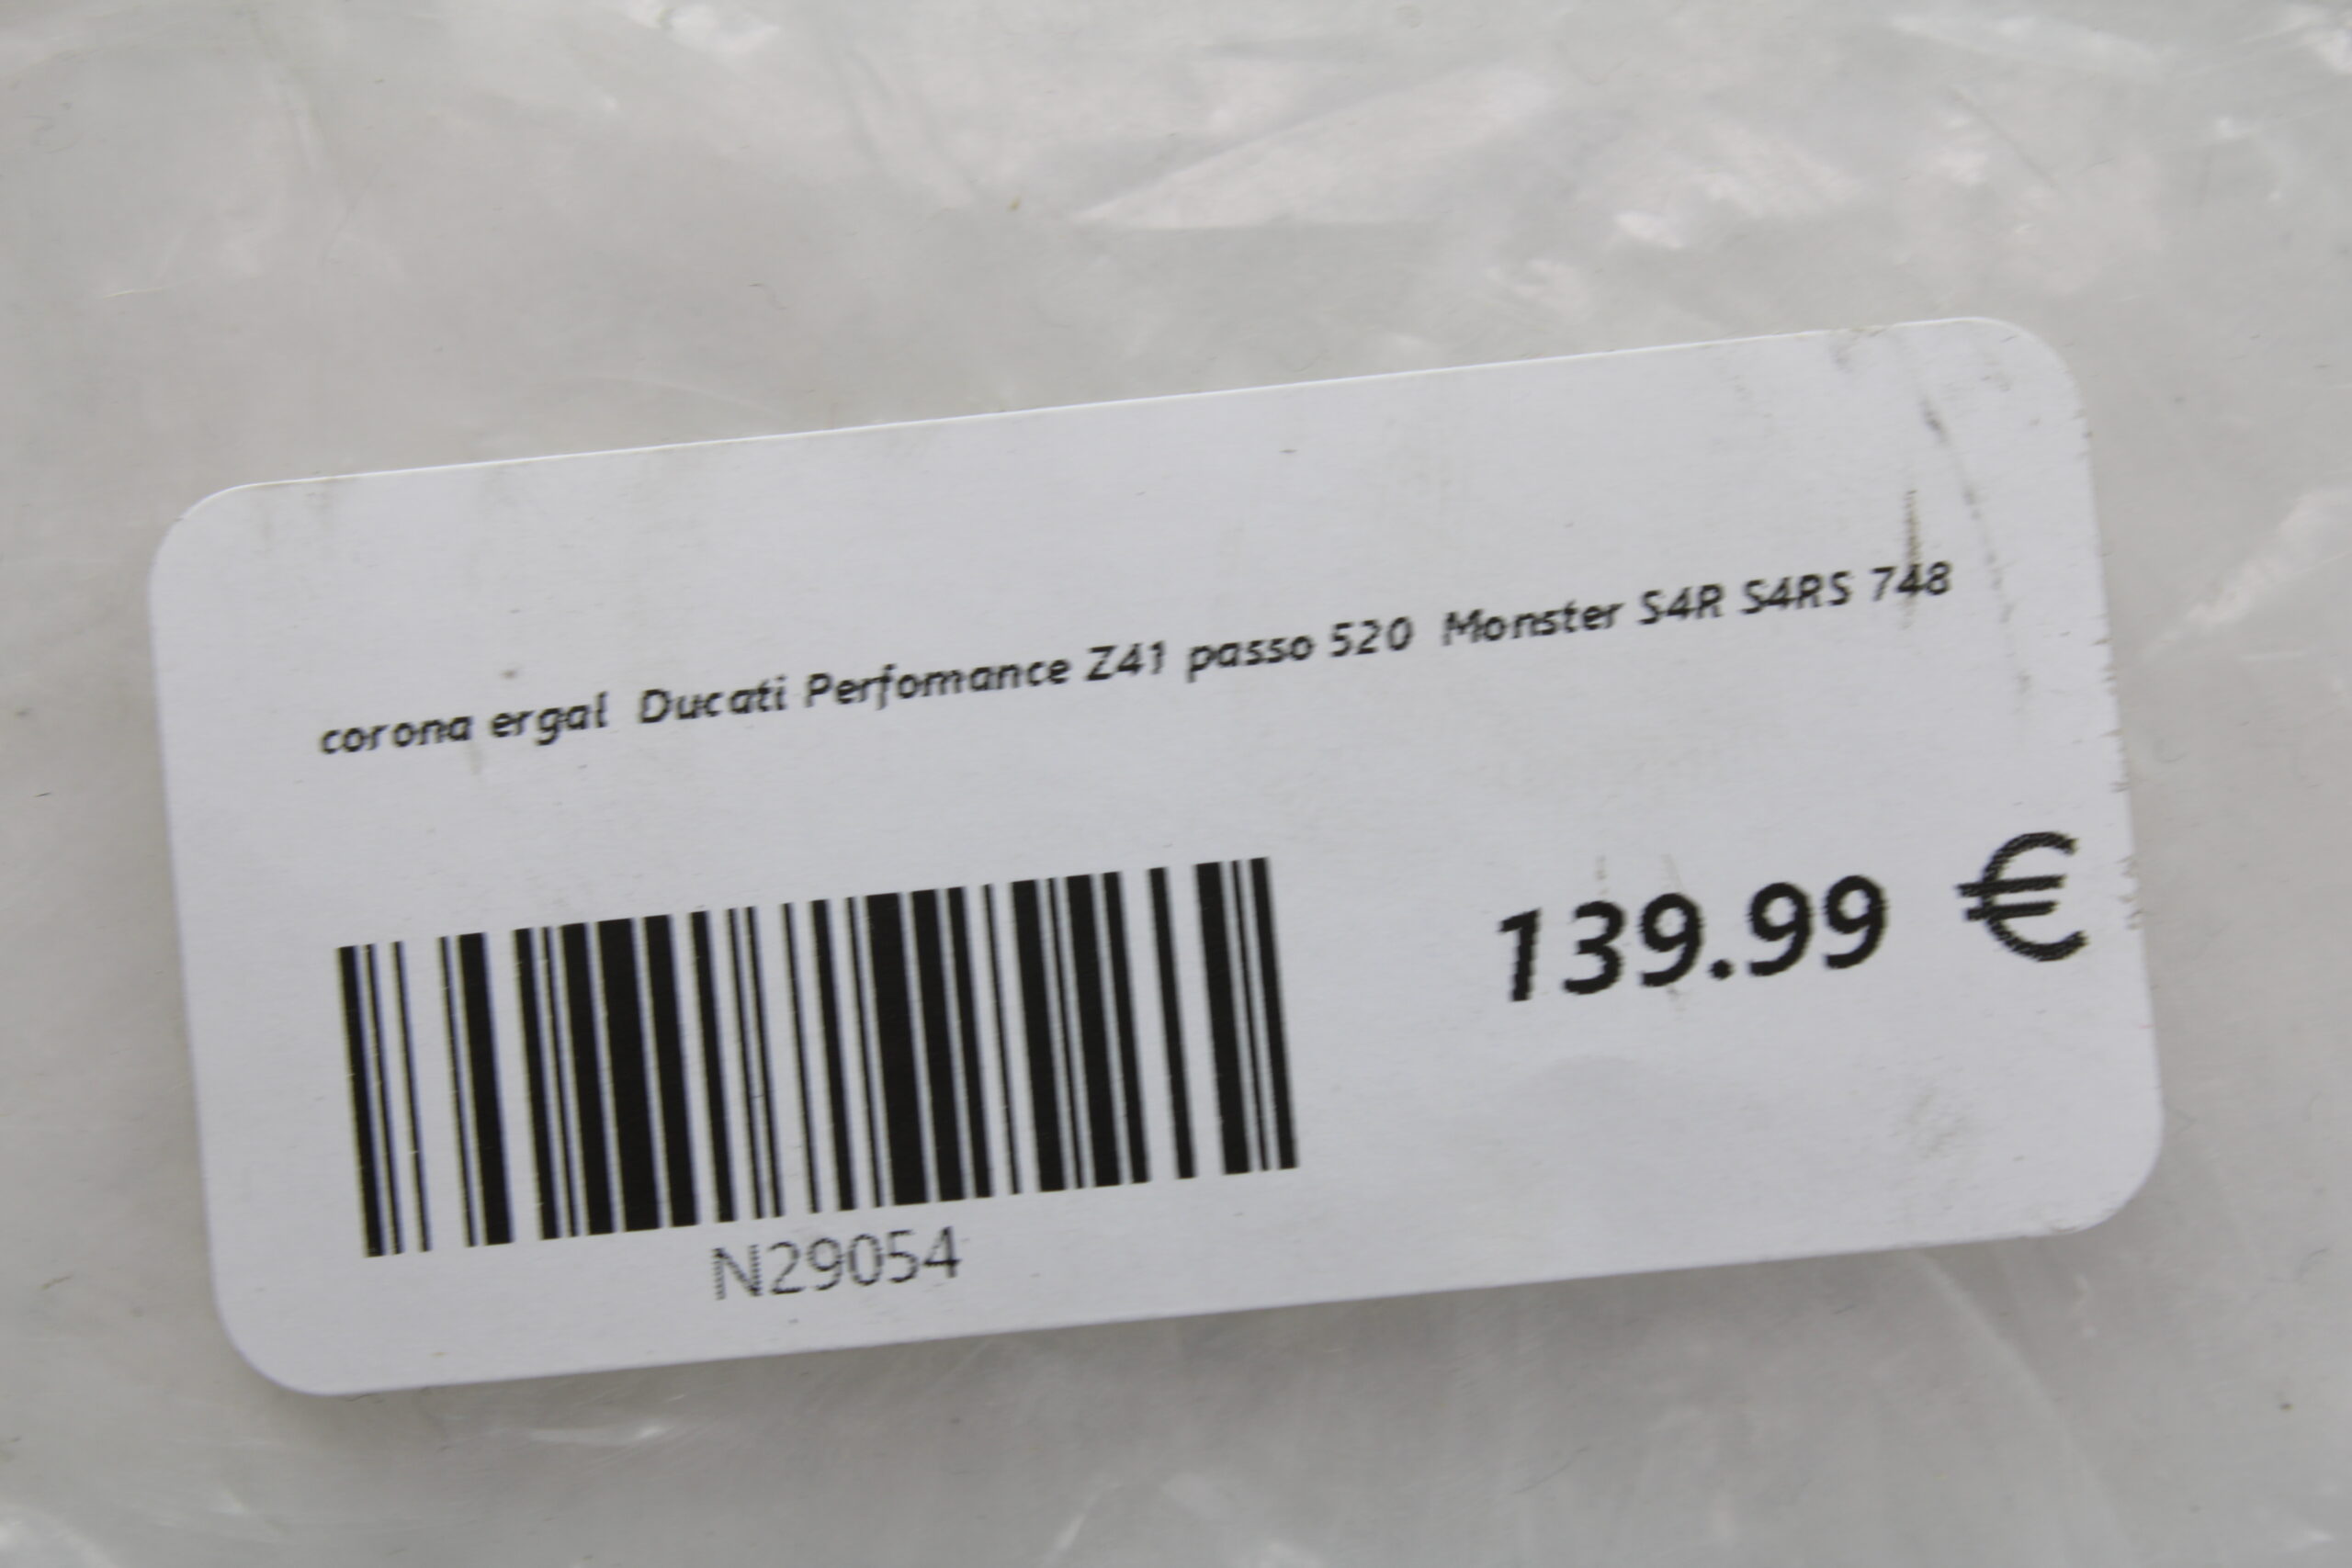 corona ergal Ducati Perfomance Z41 passo 520 Monster S4R S4RS 748
139.99 €
N29054